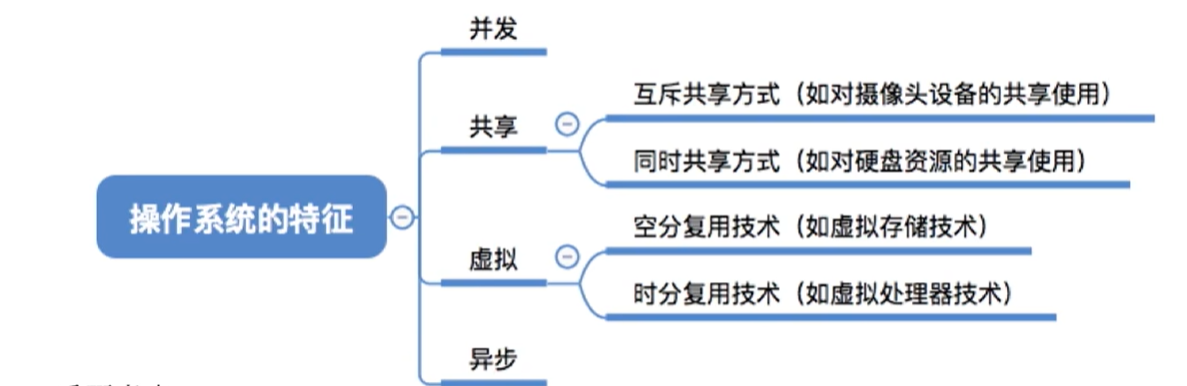 并发
互斥共享方式（如对摄像头设备的共享使用）
共享
同时共享方式（如对硬盘资源的共享使用）
操作系统的特征
空分复用技术（如虚拟存储技术）
虚拟
时分复用技术（如虚拟处理器技术）
异步